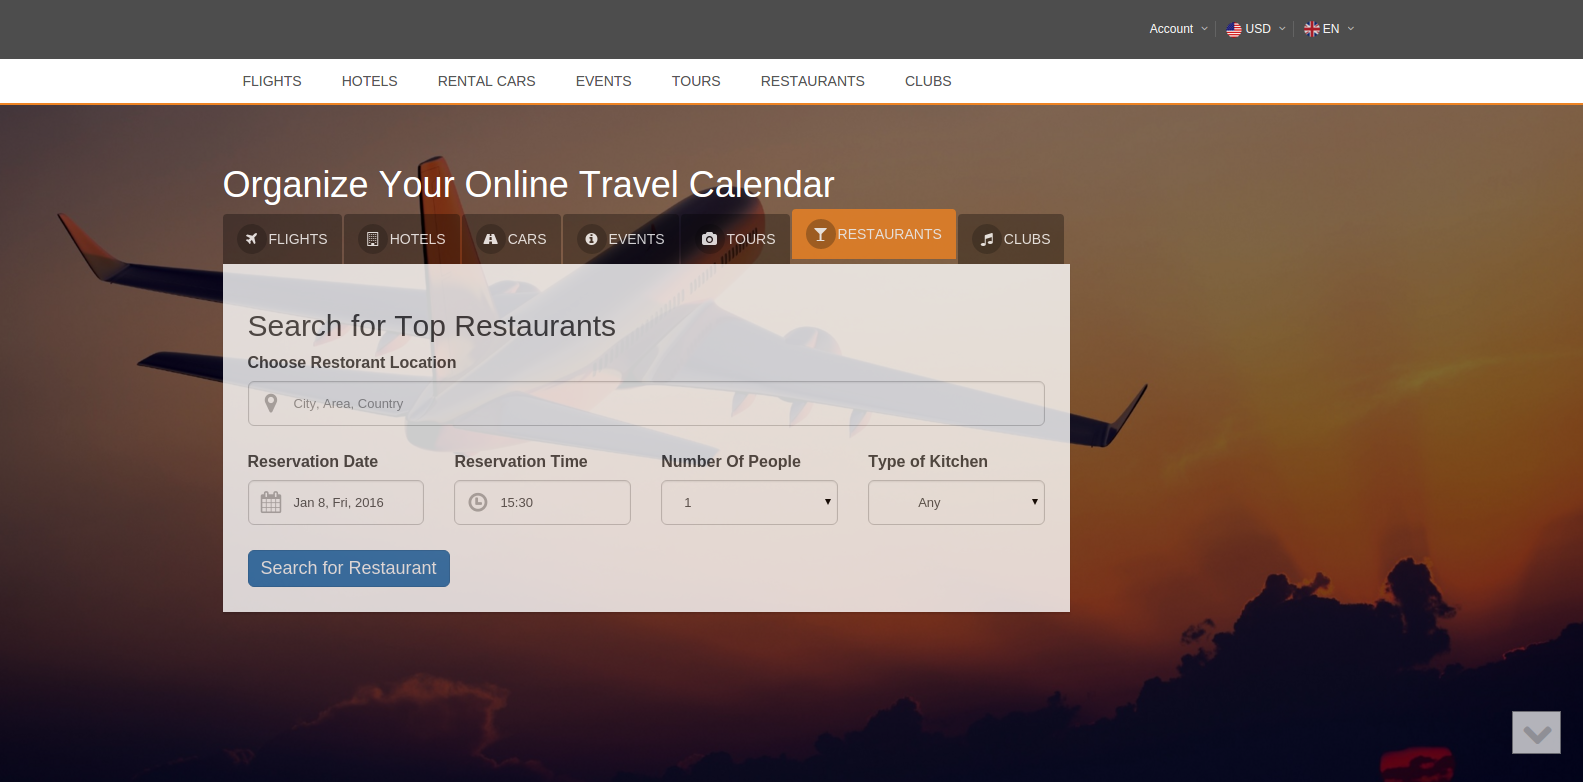 Account USD EN
FLIGHTS HOTELS RENTAL CARS EVENTS TOURS RESTAURANTS CLUBS
Organize Your Online Travel Calendar
FLIGHTS HOTELS CARS EVENTS TOURS RESTAURANTS CLUBS
Search for Top Restaurants
Choose Restorant Location
City, Area, Country
Reservation Date Reservation Time Number Of People Type of Kitchen
Jan 8, Fri, 2016 15:30 1 Any
Search for Restaurant